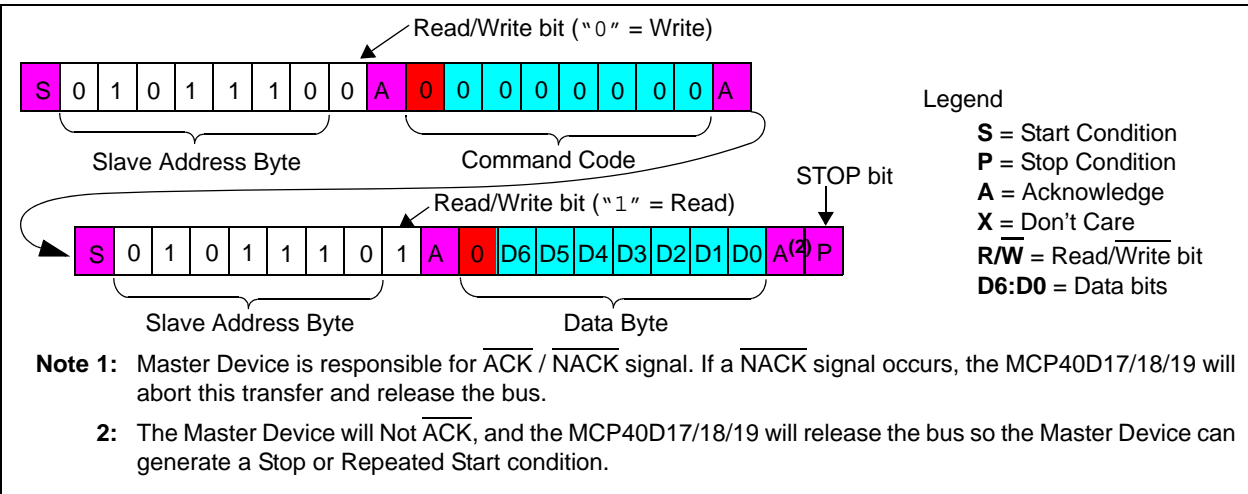 Read/Write bit (“0” = Write)
S 0 1 0 1 1 1 0 0 A 0 0 0 0 0 0 0 0 A
Slave Address Byte Command Code
STOP bit
Read/Write bit (“1” = Read)
S 0 1 0 1 1 1 0 1 A 0 D6 D5 D4 D3 D2 D1 D0 A(2) P
Slave Address Byte Data Byte
Legend
S = Start Condition
P = Stop Condition
A = Acknowledge
X = Don't Care
R/W̅ = Read/W̅r̅i̅t̅e̅ bit
D6:D0 = Data bits
Note 1: Master Device is responsible for A̅C̅K̅ / N̅A̅C̅K̅ signal. If a N̅A̅C̅K̅ signal occurs, the MCP40D17/18/19 will
abort this transfer and release the bus.
2: The Master Device will Not A̅C̅K̅, and the MCP40D17/18/19 will release the bus so the Master Device can
generate a Stop or Repeated Start condition.